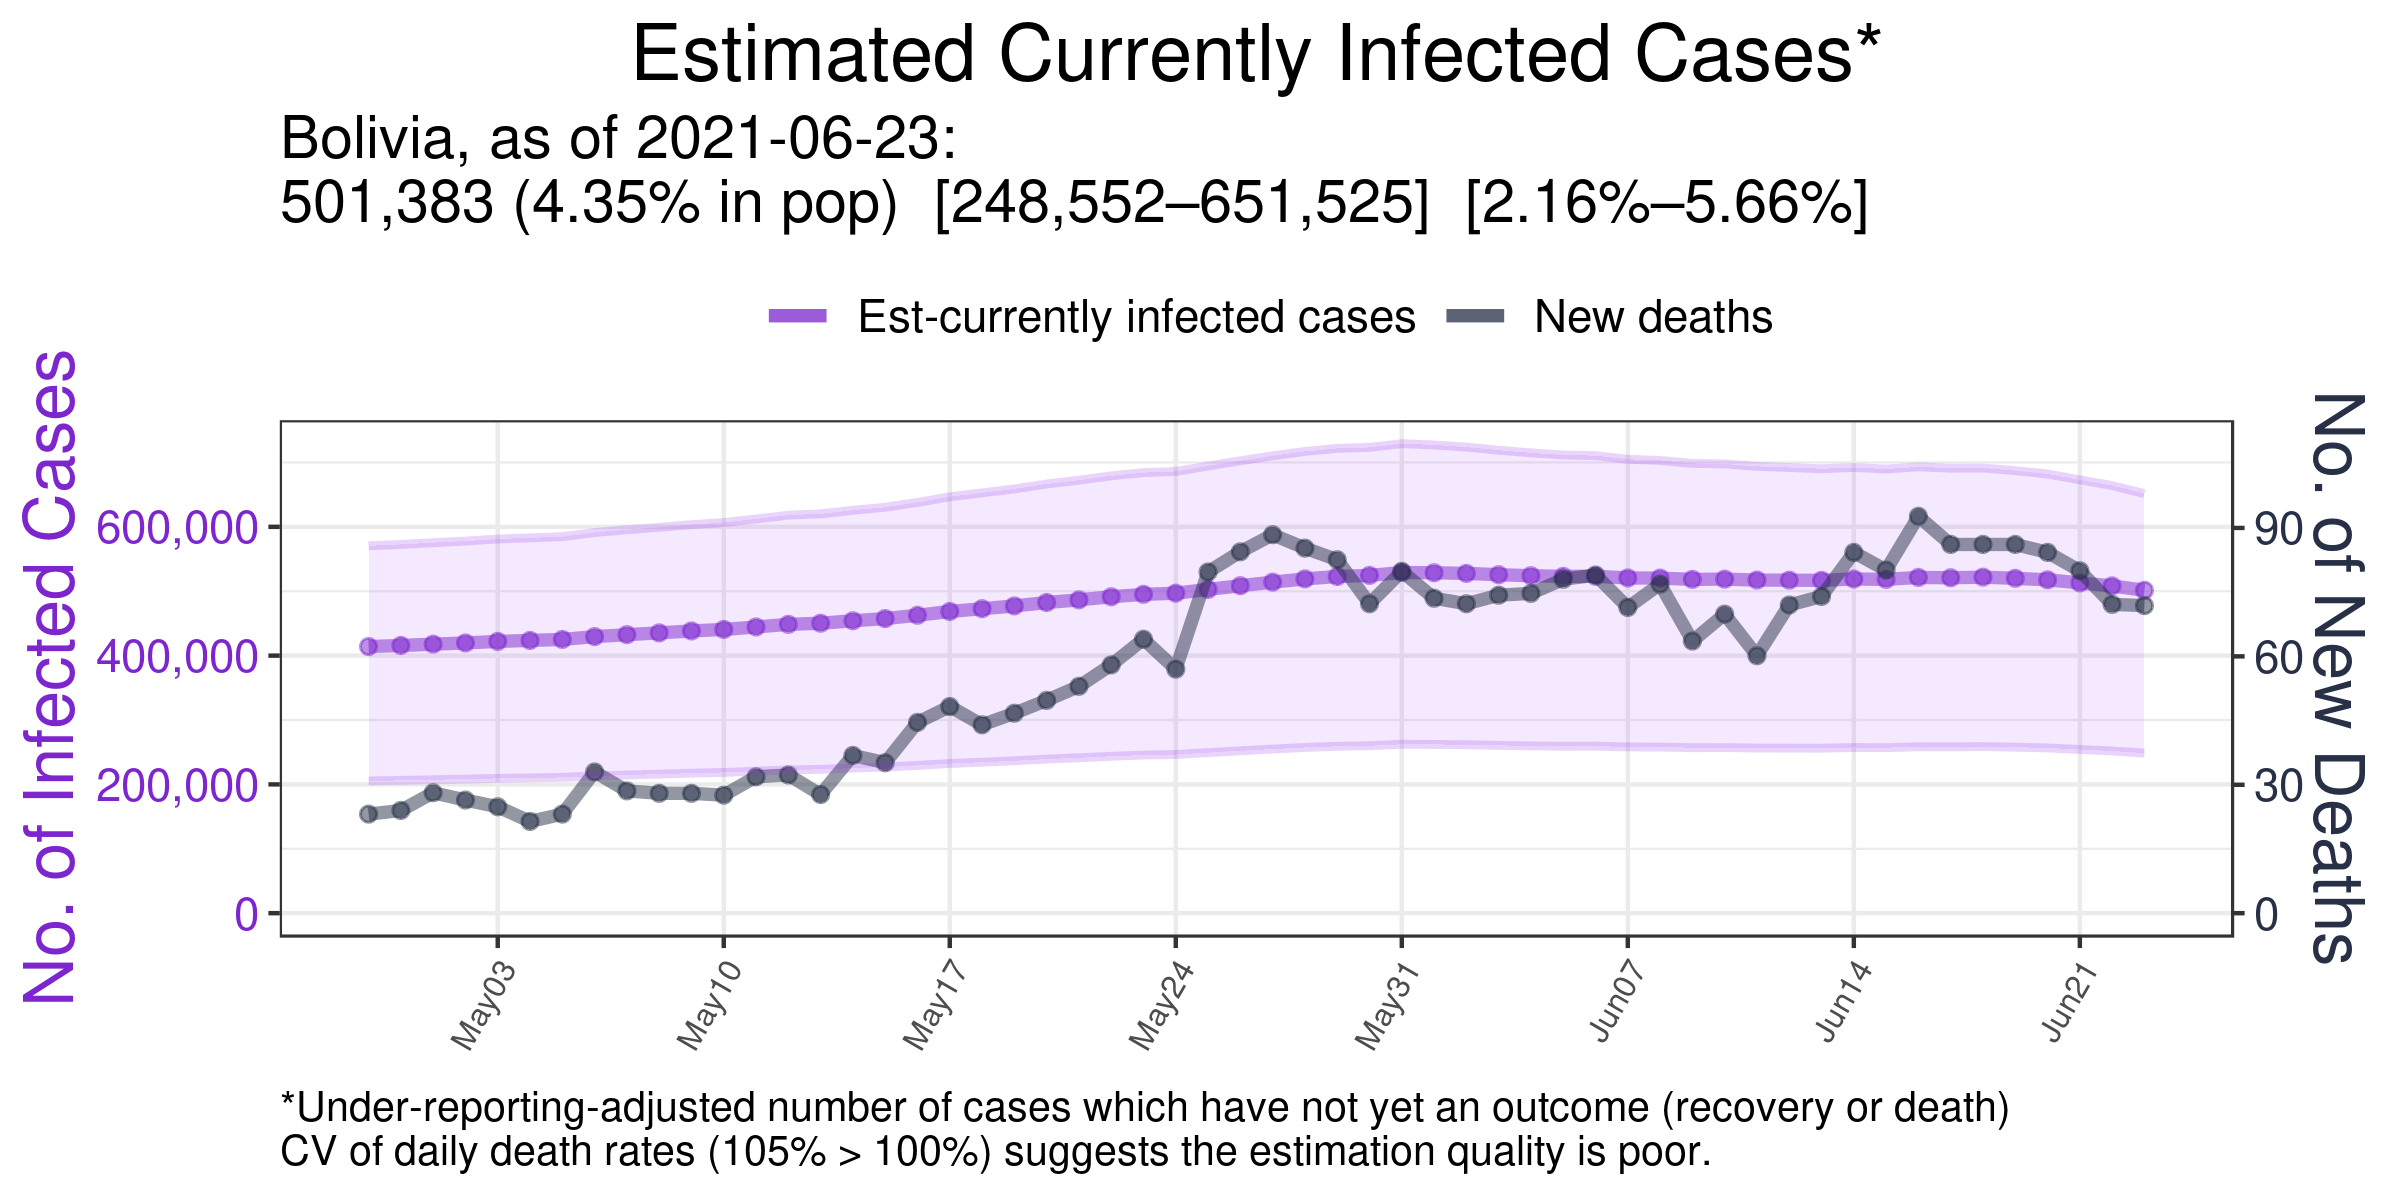 Estimated Currently Infected Cases*
Bolivia, as of 2021-06-23:
501,383 (4.35% in pop)  [248,552–651,525]  [2.16%–5.66%]
Est-currently infected cases
New deaths
No. of Infected Cases
600,000
400,000
200,000
0
No. of New Deaths
90
60
30
0
May03
May10
May17
May24
May31
Jun07
Jun14
Jun21
*Under-reporting-adjusted number of cases which have not yet an outcome (recovery or death)
CV of daily death rates (105% > 100%) suggests the estimation quality is poor.